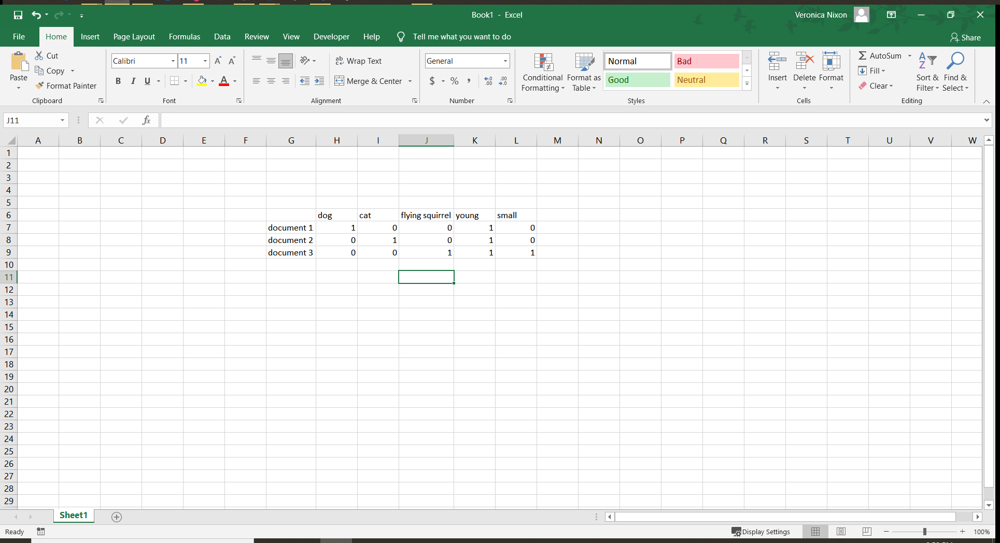 Book1 - Excel
Veronica Nixon
File Home Insert Page Layout Formulas Data Review View Developer Help Tell me what you want to do Share
Paste
Cut
Copy
Format Painter
Clipboard
Calibri 11
B I U A
Font
ab Wrap Text
Merge & Center
Alignment
General
$ % , .00 .00
Number
Conditional Formatting
Format as Table
Normal Bad
Good Neutral
Styles
Insert Delete Format
Cells
AutoSum
Fill
Clear
Sort & Filter
Find & Select
Editing
J11 fx
A B C D E F G H I J K L M N O P Q R S T U V W
1
2
3
4
5
6 dog cat flying squirrel young small
7 document 1 1 0 0 1 0
8 document 2 0 1 0 1 0
9 document 3 0 0 1 1 1
10
11
12
13
14
15
16
17
18
19
20
21
22
23
24
25
26
27
28
29
Sheet1
Ready Display Settings 100%